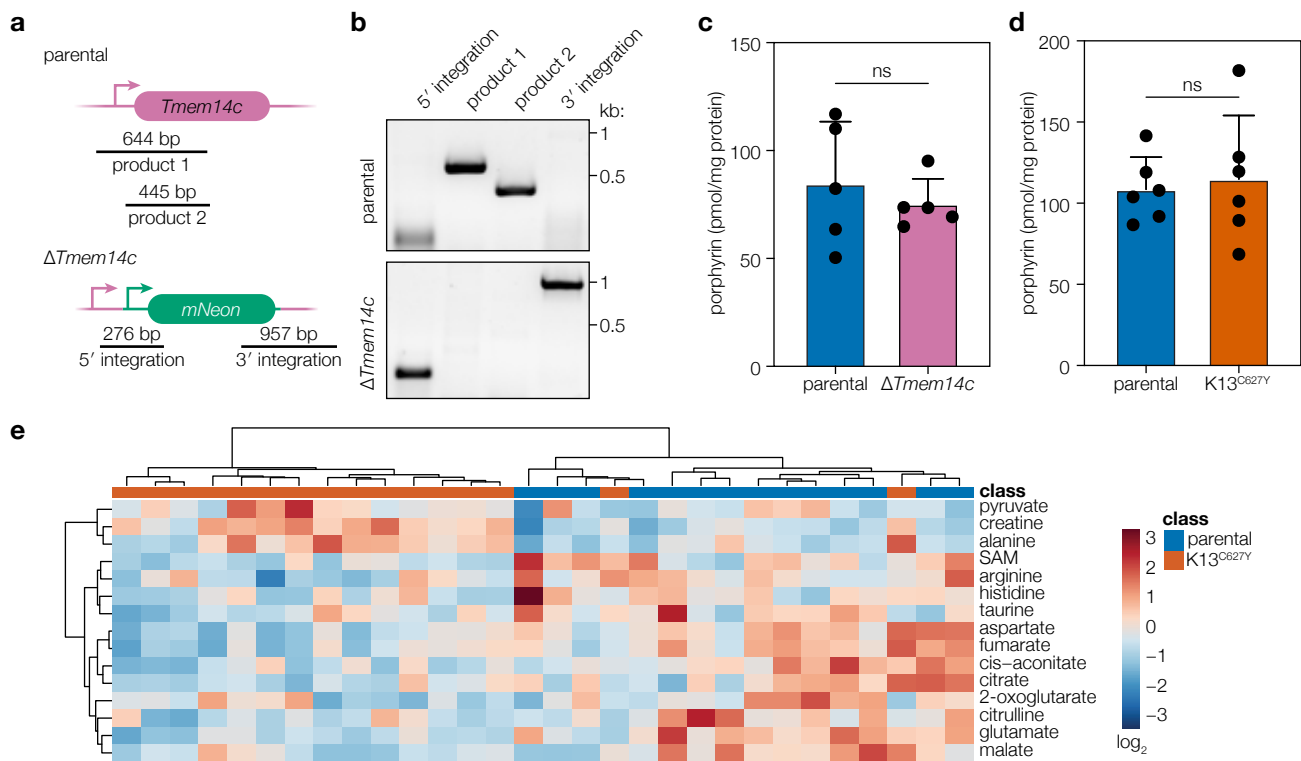 a
parental
Tmem14c
644 bp
product 1
445 bp
product 2
ΔTmem14c
mNeon
276 bp
957 bp
5′ integration
3′ integration
b
5′ integration
product 1
product 2
3′ integration
kb:
parental
1
0.5
ΔTmem14c
1
0.5
c
porphyrin (pmol/mg protein)
150
100
50
0
ns
parental
ΔTmem14c
d
porphyrin (pmol/mg protein)
200
150
100
50
0
ns
parental
K13C627Y
e
class
pyruvate
creatine
alanine
SAM
arginine
histidine
taurine
aspartate
fumarate
cis−aconitate
citrate
2-oxoglutarate
citrulline
glutamate
malate
class
parental
K13C627Y
3
2
1
0
−1
−2
−3
log2